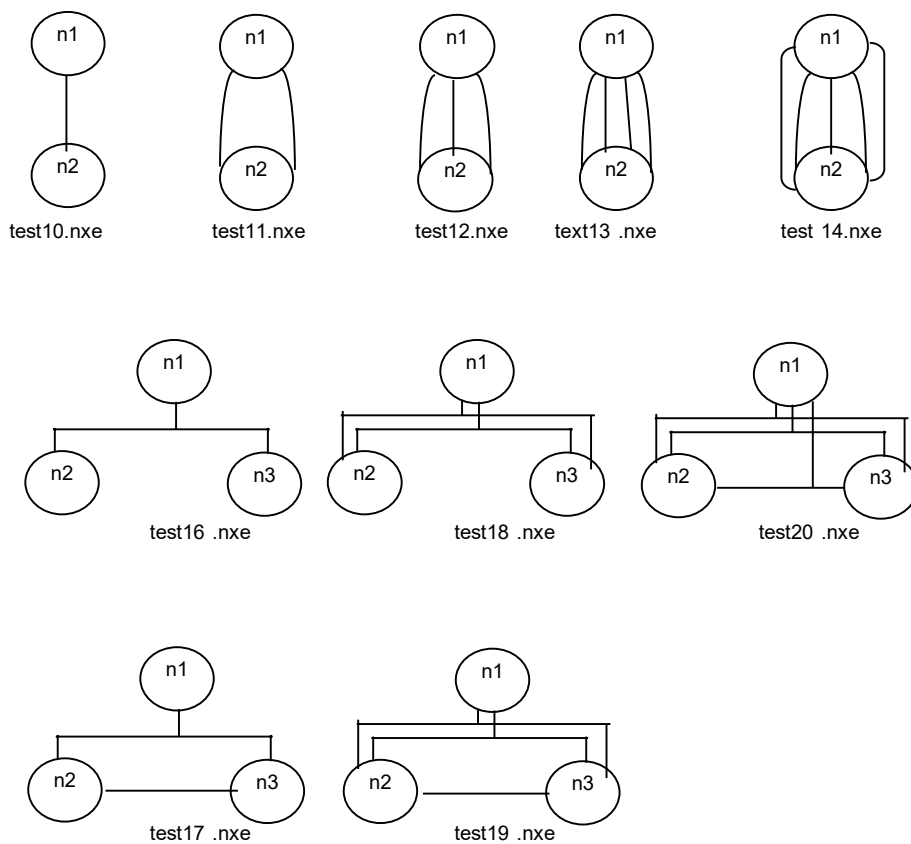 n1 n1 n1 n1 n1
n2 n2 n2 n2 n2
test10.nxe test11.nxe test12.nxe text13 .nxe test 14.nxe
n1 n1 n1
n2 n3 n2 n3 n2 n3
test16 .nxe test18 .nxe test20 .nxe
n1 n1
n2 n3 n2 n3
test17 .nxe test19 .nxe